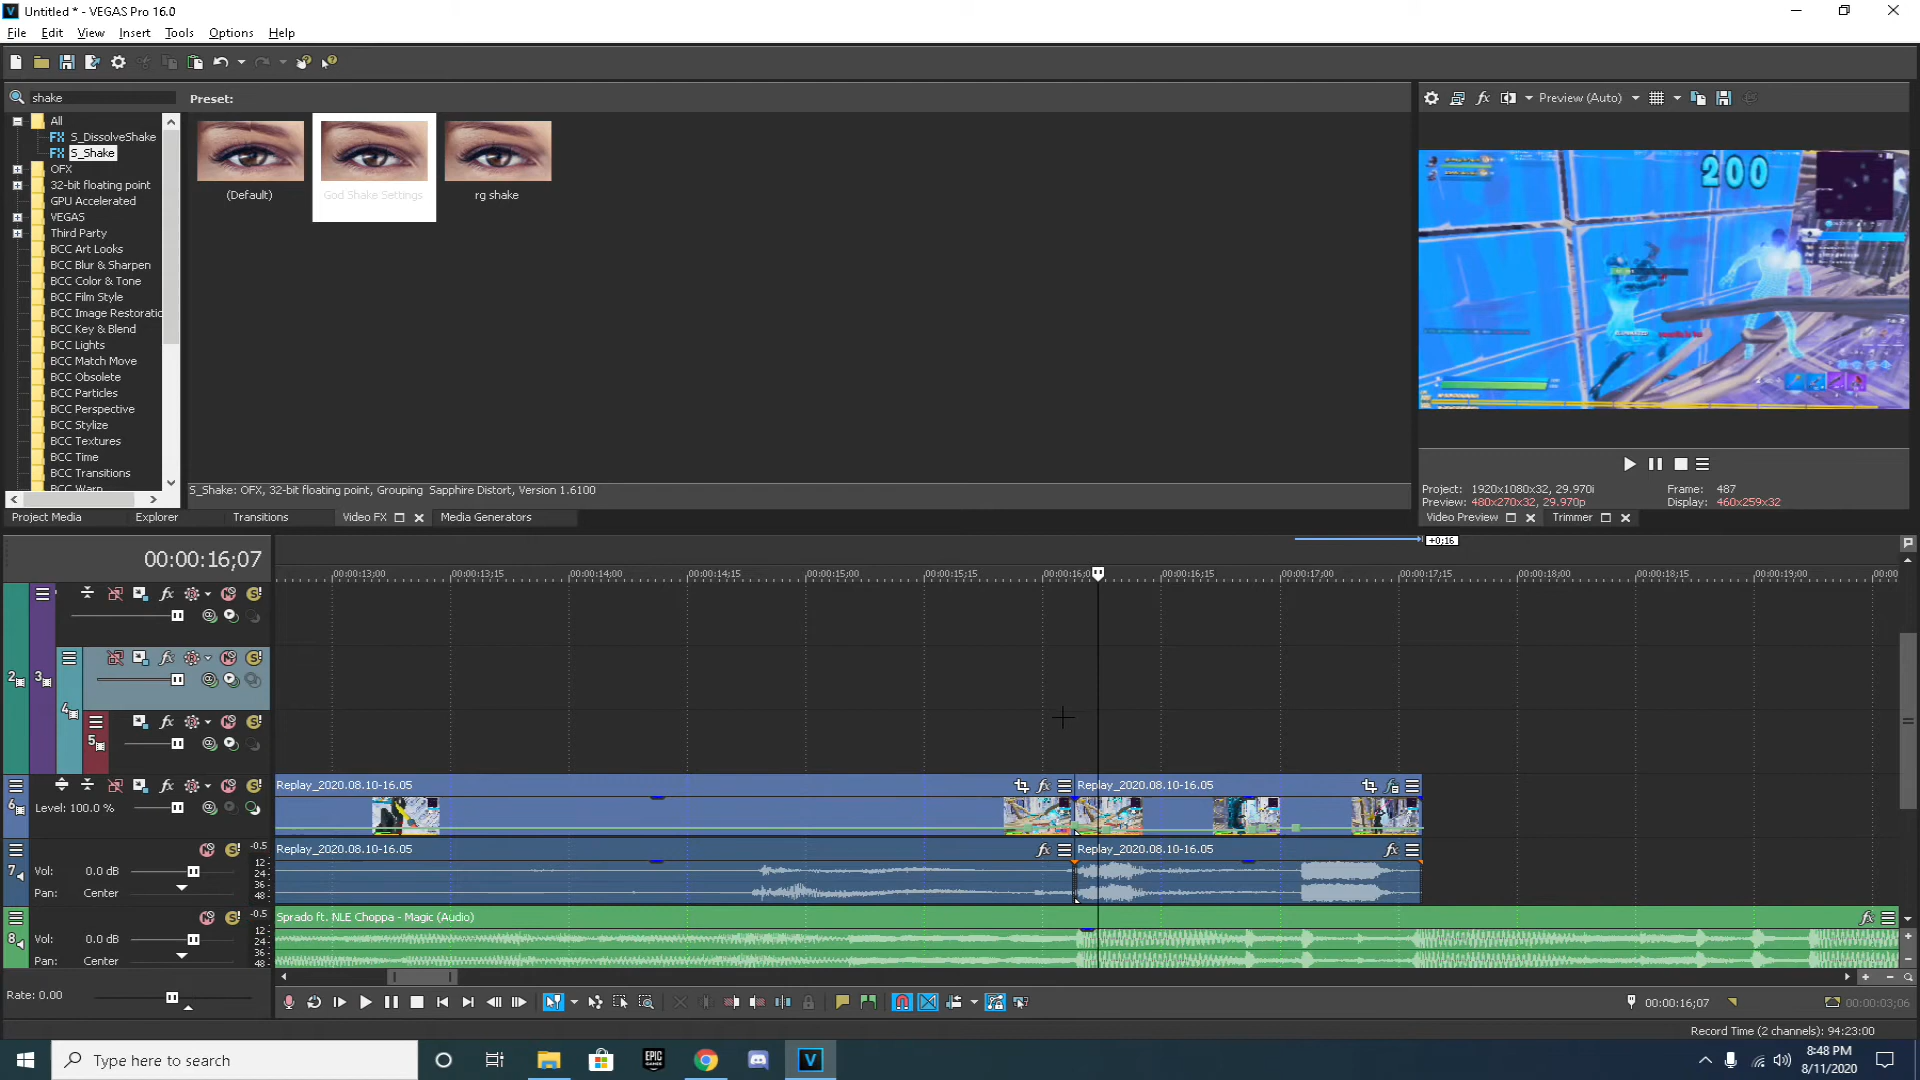 Untitled * - VEGAS Pro 16.0
File Edit View Insert Tools Options Help
shake
Preset:
Preview (Auto)
All
S_DissolveShake
S_Shake
OFX
32-bit floating point
GPU Accelerated
VEGAS
Third Party
BCC Art Looks
BCC Blur & Sharpen
BCC Color & Tone
BCC Film Style
BCC Image Restoratio
BCC Key & Blend
BCC Lights
BCC Match Move
BCC Obsolete
BCC Particles
BCC Perspective
BCC Stylize
BCC Textures
BCC Time
BCC Transitions
BCC Warp
(Default)
God Shake Settings
rg shake
200
S_Shake: OFX, 32-bit floating point, Grouping Sapphire Distort, Version 1.6100
Project: 1920x1080x32, 29.970i Frame: 487
Preview: 480x270x32, 29.970p Display: 460x259x32
Project Media Explorer Transitions Video FX Media Generators
Video Preview Trimmer
00:00:16;07
+0;16
00:00:13;00 00:00:13;15 00:00:14;00 00:00:14;15 00:00:15;00 00:00:15;15 00:00:16;0 00:00:16;15 00:00:17;00 00:00:17;15 00:00:18;00 00:00:18;15 00:00:19;00 00:00
2 3
4
5
Replay_2020.08.10-16.05 Replay_2020.08.10-16.05
6 Level: 100.0 %
Replay_2020.08.10-16.05 Replay_2020.08.10-16.05
7 Vol: 0.0 dB
Pan: Center
-0.5
12
24
36
48
Sprado ft. NLE Choppa - Magic (Audio)
8 Vol: 0.0 dB
Pan: Center
-0.5
12
24
36
48
Rate: 0.00
00:00:16;07 00:00:03;06
Record Time (2 channels): 94:23:00
Type here to search
EPIC GAMES
V
8:48 PM
8/11/2020